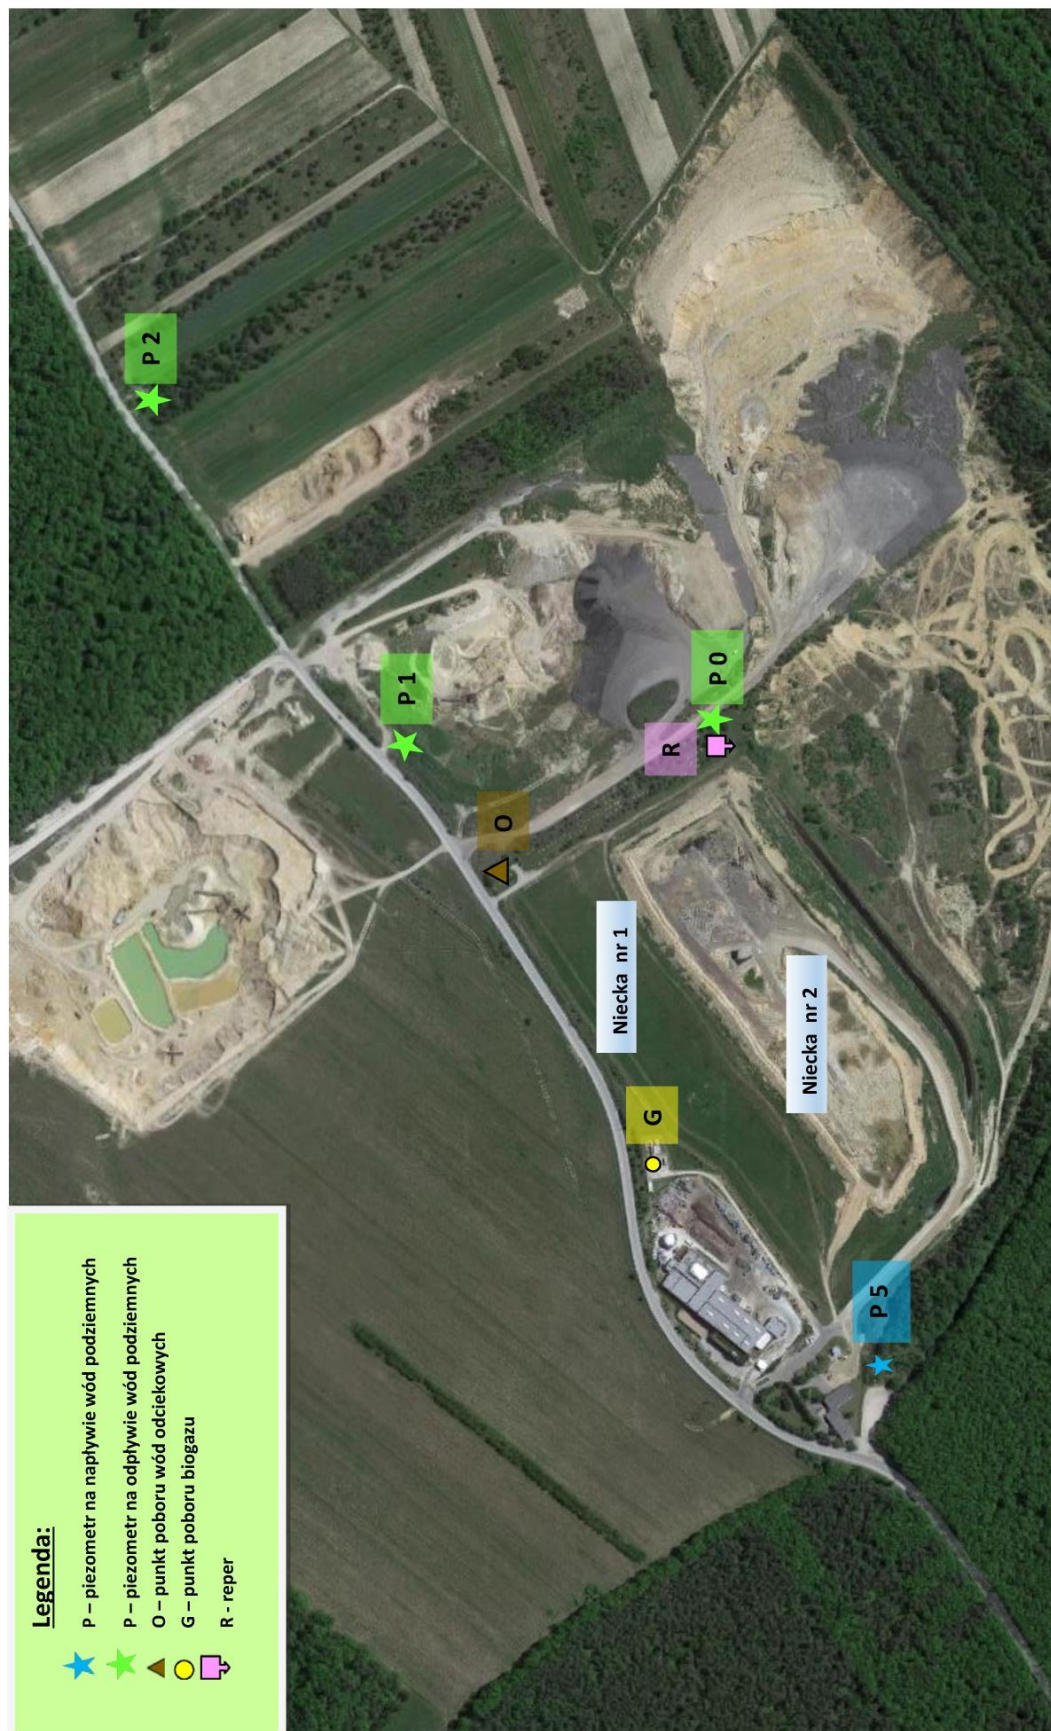 Legenda:
P – piezometr na napływie wód podziemnych
P – piezometr na odpływie wód podziemnych
O – punkt poboru wód odciekowych
G – punkt poboru biogazu
R - reper
P 5
G
Niecka nr 1
Niecka nr 2
O
R
P 1
P 0
P 2